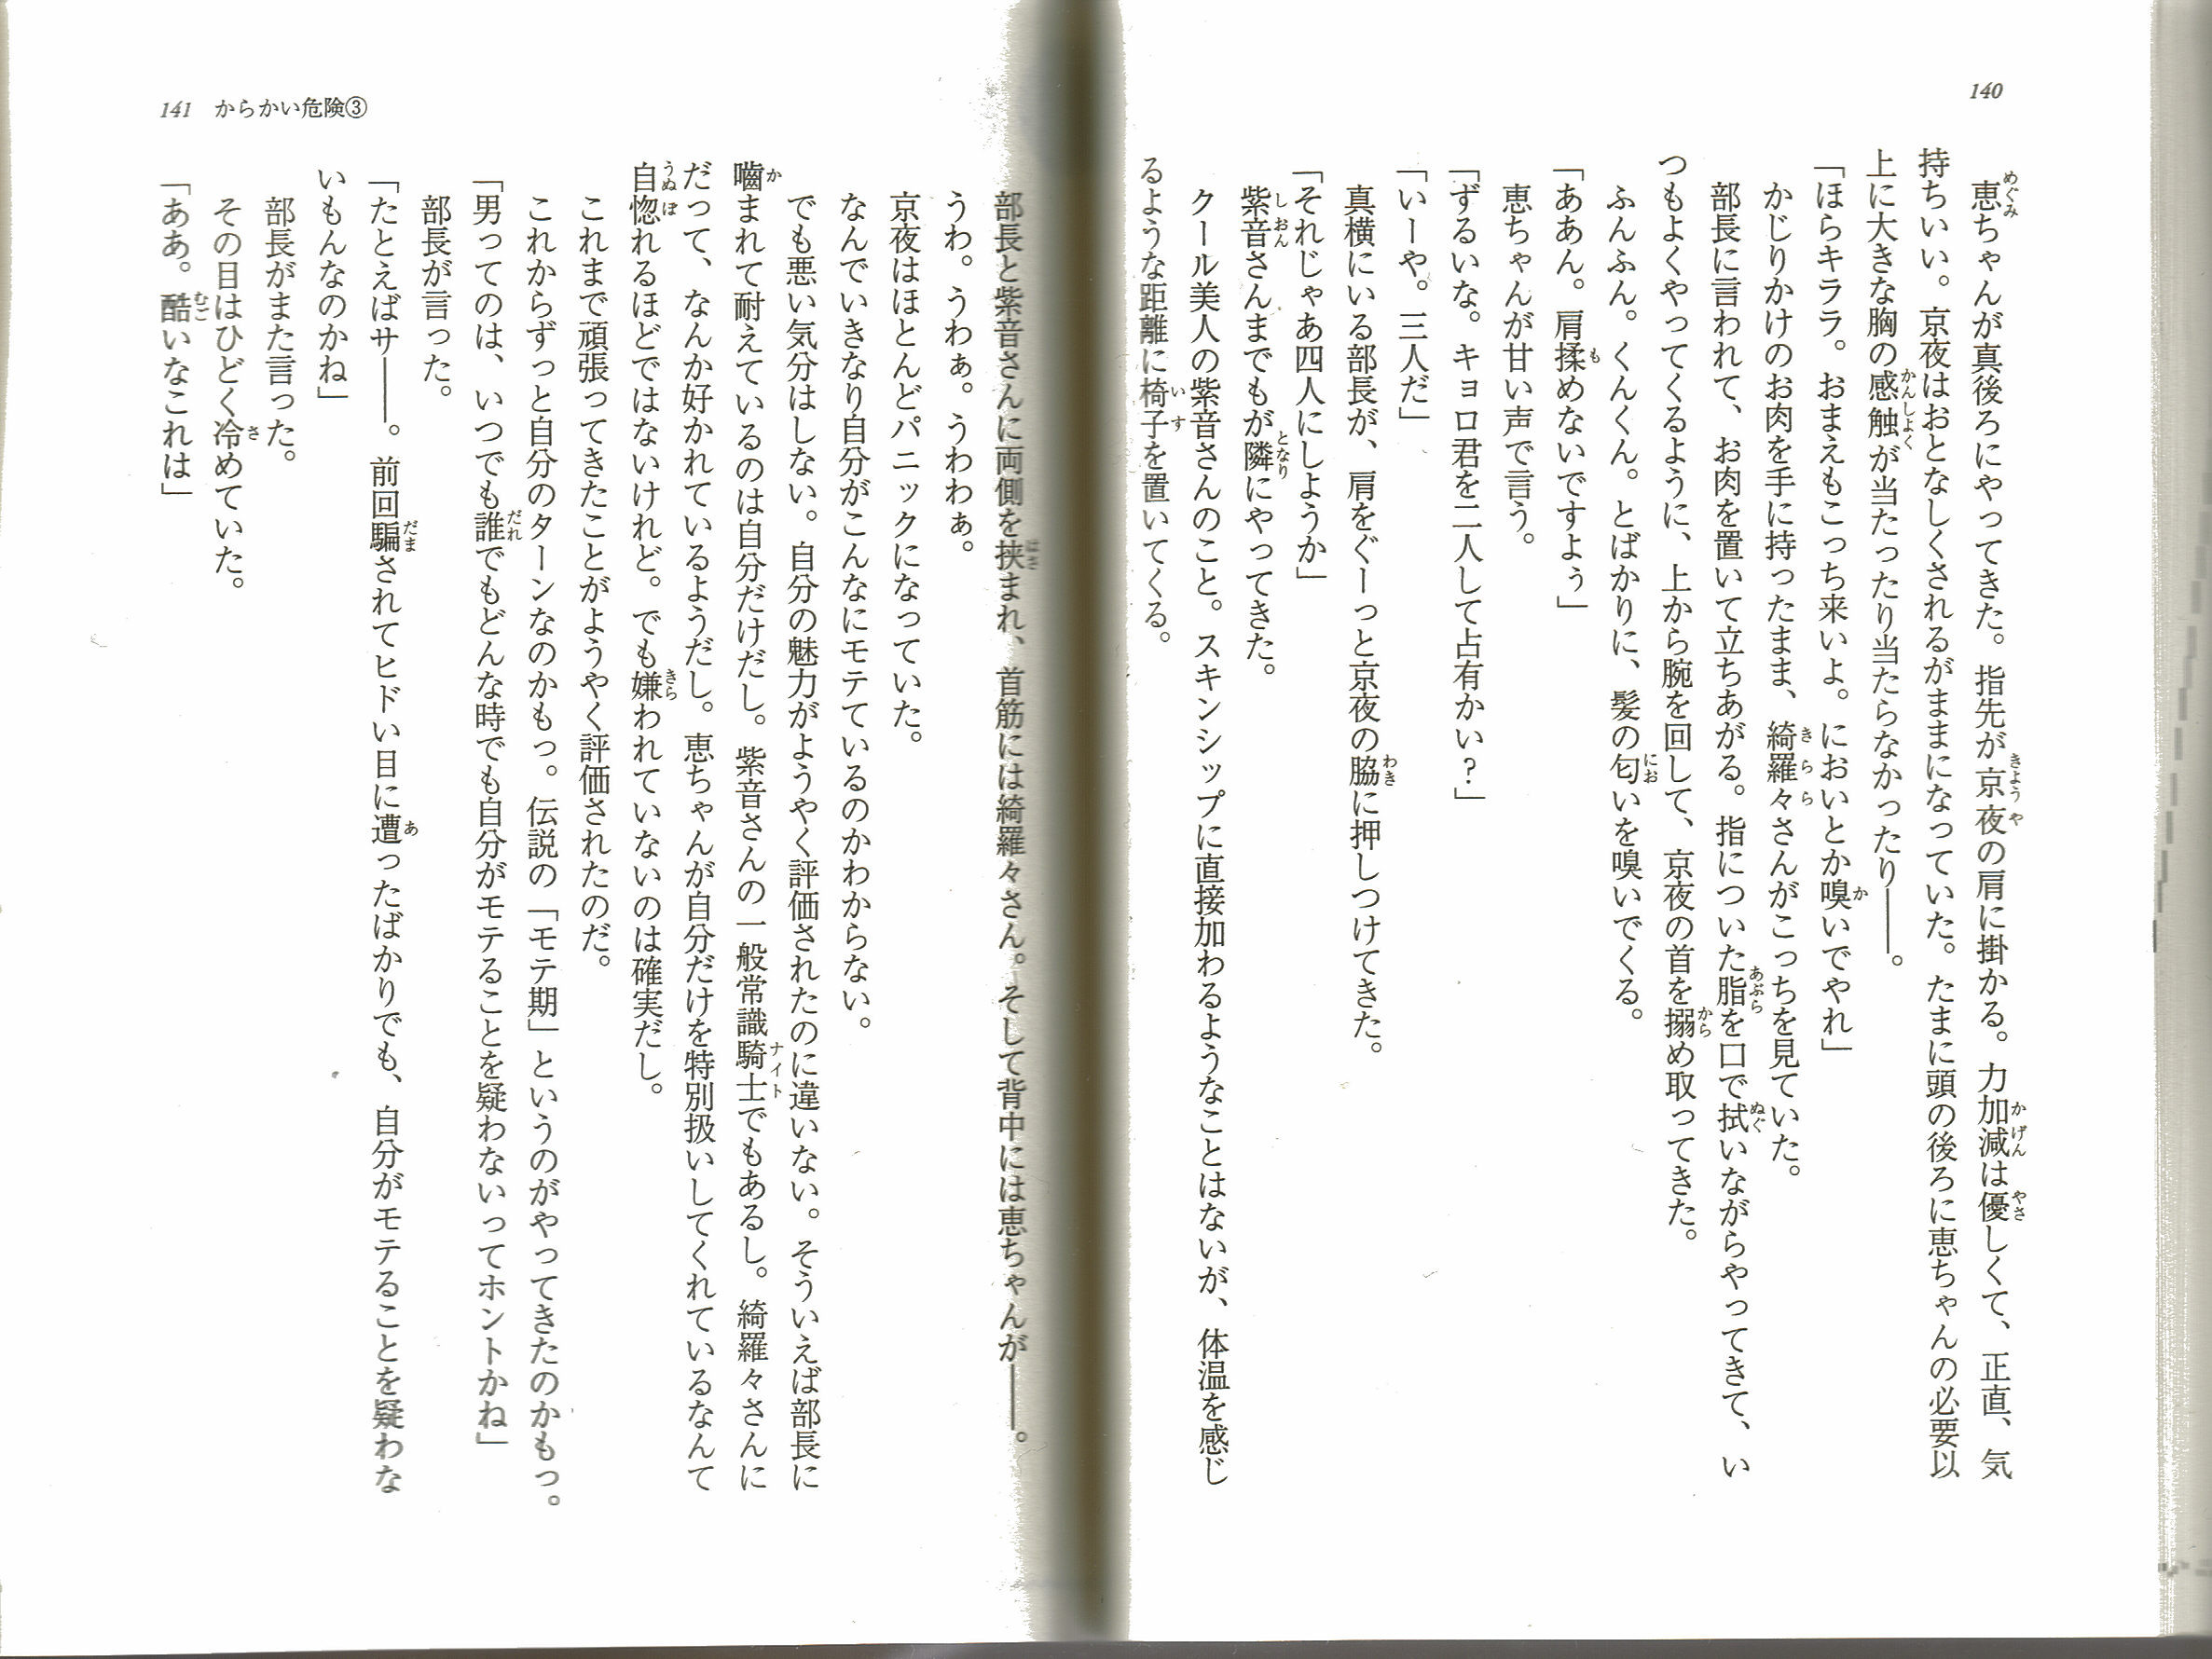 140
恵ちゃんが真後ろにやってきた。指先が京夜の肩に掛かる。力加減は優しくて、正直、気
持ちいい。京夜はおとなしくされるがままになっていた。たまに頭の後ろに恵ちゃんの必要以
上に大きな胸の感触が当たったり当たらなかったり――。
「ほらキララ。おまえもこっち来いよ。においとか嗅いでやれ」
かじりかけのお肉を手に持ったまま、綺羅々さんがこっちを見ていた。
部長に言われて、お肉を置いて立ちあがる。指についた脂を口で拭いながらやってきて、い
つもよくやってくるように、上から腕を回して、京夜の首を搦め取ってきた。
ふんふん。くんくん。とばかりに、髪の匂いを嗅いでくる。
「ああん。肩揉めないですよぅ」
恵ちゃんが甘い声で言う。
「ずるいな。キョロ君を二人して占有かい？」
「いーや。三人だ」
真横にいる部長が、肩をぐーっと京夜の脇に押しつけてきた。
「それじゃあ四人にしようか」
紫音さんまでもが隣にやってきた。
クール美人の紫音さんのこと。スキンシップに直接加わるようなことはないが、体温を感じ
るような距離に椅子を置いてくる。
141 からかい危険③
部長と紫音さんに両側を挟まれ、首筋には綺羅々さん。そして背中には恵ちゃんが――。
うわ。うわぁ。うわわぁ。
京夜はほとんどパニックになっていた。
なんでいきなり自分がこんなにモテているのかわからない。
でも悪い気分はしない。自分の魅力がようやく評価されたのに違いない。そういえば部長に
噛まれて耐えているのは自分だけだし。紫音さんの一般常識騎士でもあるし。綺羅々さんに
だって、なんか好かれているようだし。恵ちゃんが自分だけを特別扱いしてくれているなんて
自惚れるほどではないけれど。でも嫌われていないのは確実だし。
これまで頑張ってきたことがようやく評価されたのだ。
これからずっと自分のターンなのかもっ。伝説の「モテ期」というのがやってきたのかもっ。
「男ってのは、いつでも誰でもどんな時でも自分がモテることを疑わないってホントかね」
部長が言った。
「たとえばサ――。前回騙されてヒドい目に遭ったばかりでも、自分がモテることを疑わな
いもんなのかね」
部長がまた言った。
その目はひどく冷めていた。
「ああ。酷いなこれは」